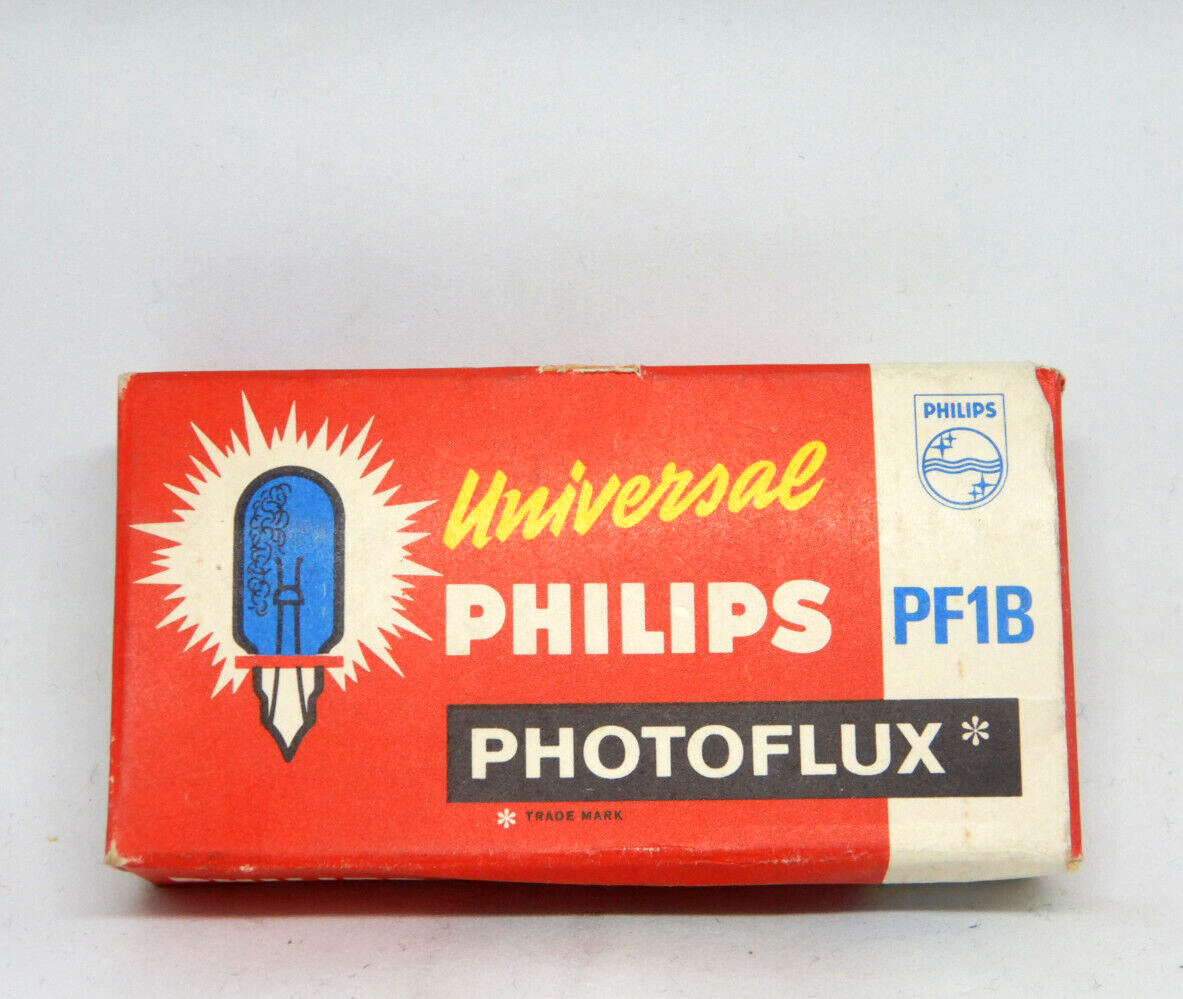 Universal
PHILIPS
PHOTOFLUX *
* TRADE MARK
PHILIPS
PF1B